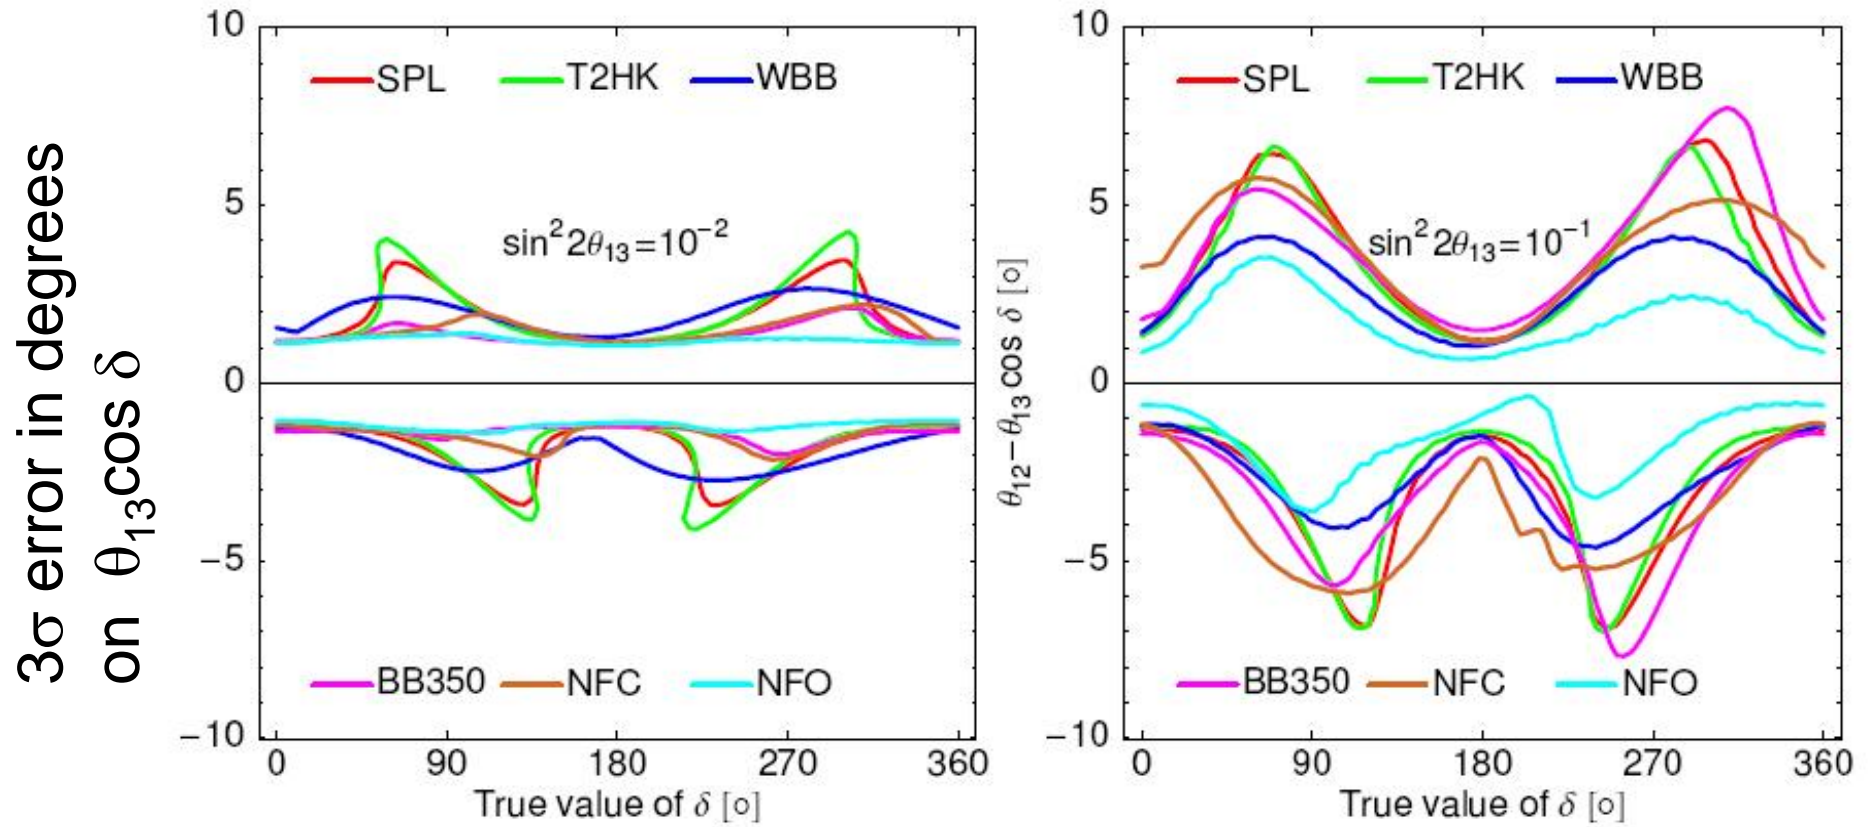 3σ error in degrees
on θ13cos δ
10
5
0
−5
−10
SPL T2HK WBB
sin²2θ13=10⁻²
BB350 NFC NFO
0 90 180 270 360
True value of δ [○]
θ12−θ13 cos δ [○]
10
5
0
−5
−10
SPL T2HK WBB
sin²2θ13=10⁻¹
BB350 NFC NFO
0 90 180 270 360
True value of δ [○]